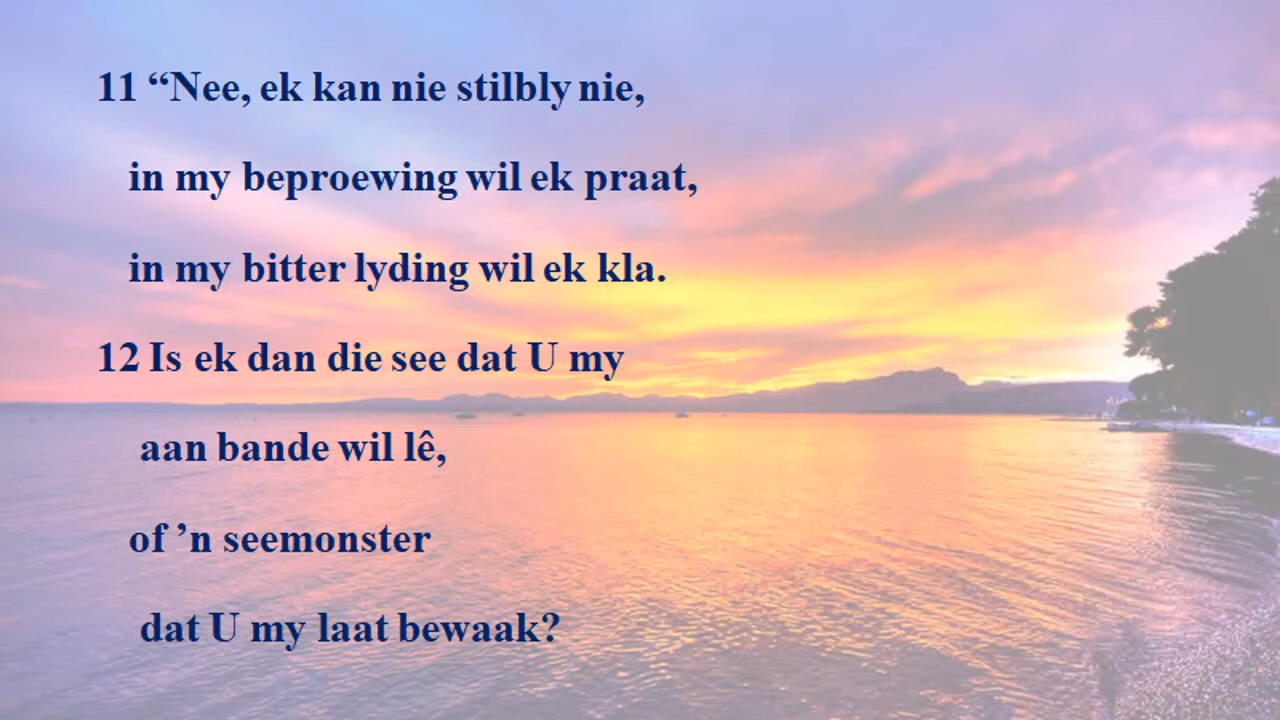 11 “Nee, ek kan nie stilbly nie,
in my beproewing wil ek praat,
in my bitter lyding wil ek kla.
12 Is ek dan die see dat U my
aan bande wil lê,
of ’n seemonster
dat U my laat bewaak?